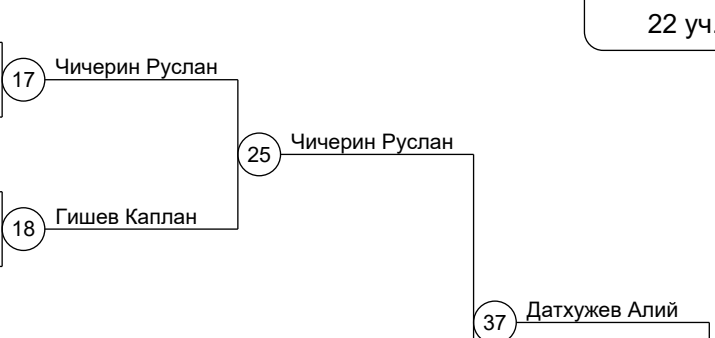 22 уч.
17 Чичерин Руслан
25 Чичерин Руслан
18 Гишев Каплан
37 Датхужев Алий